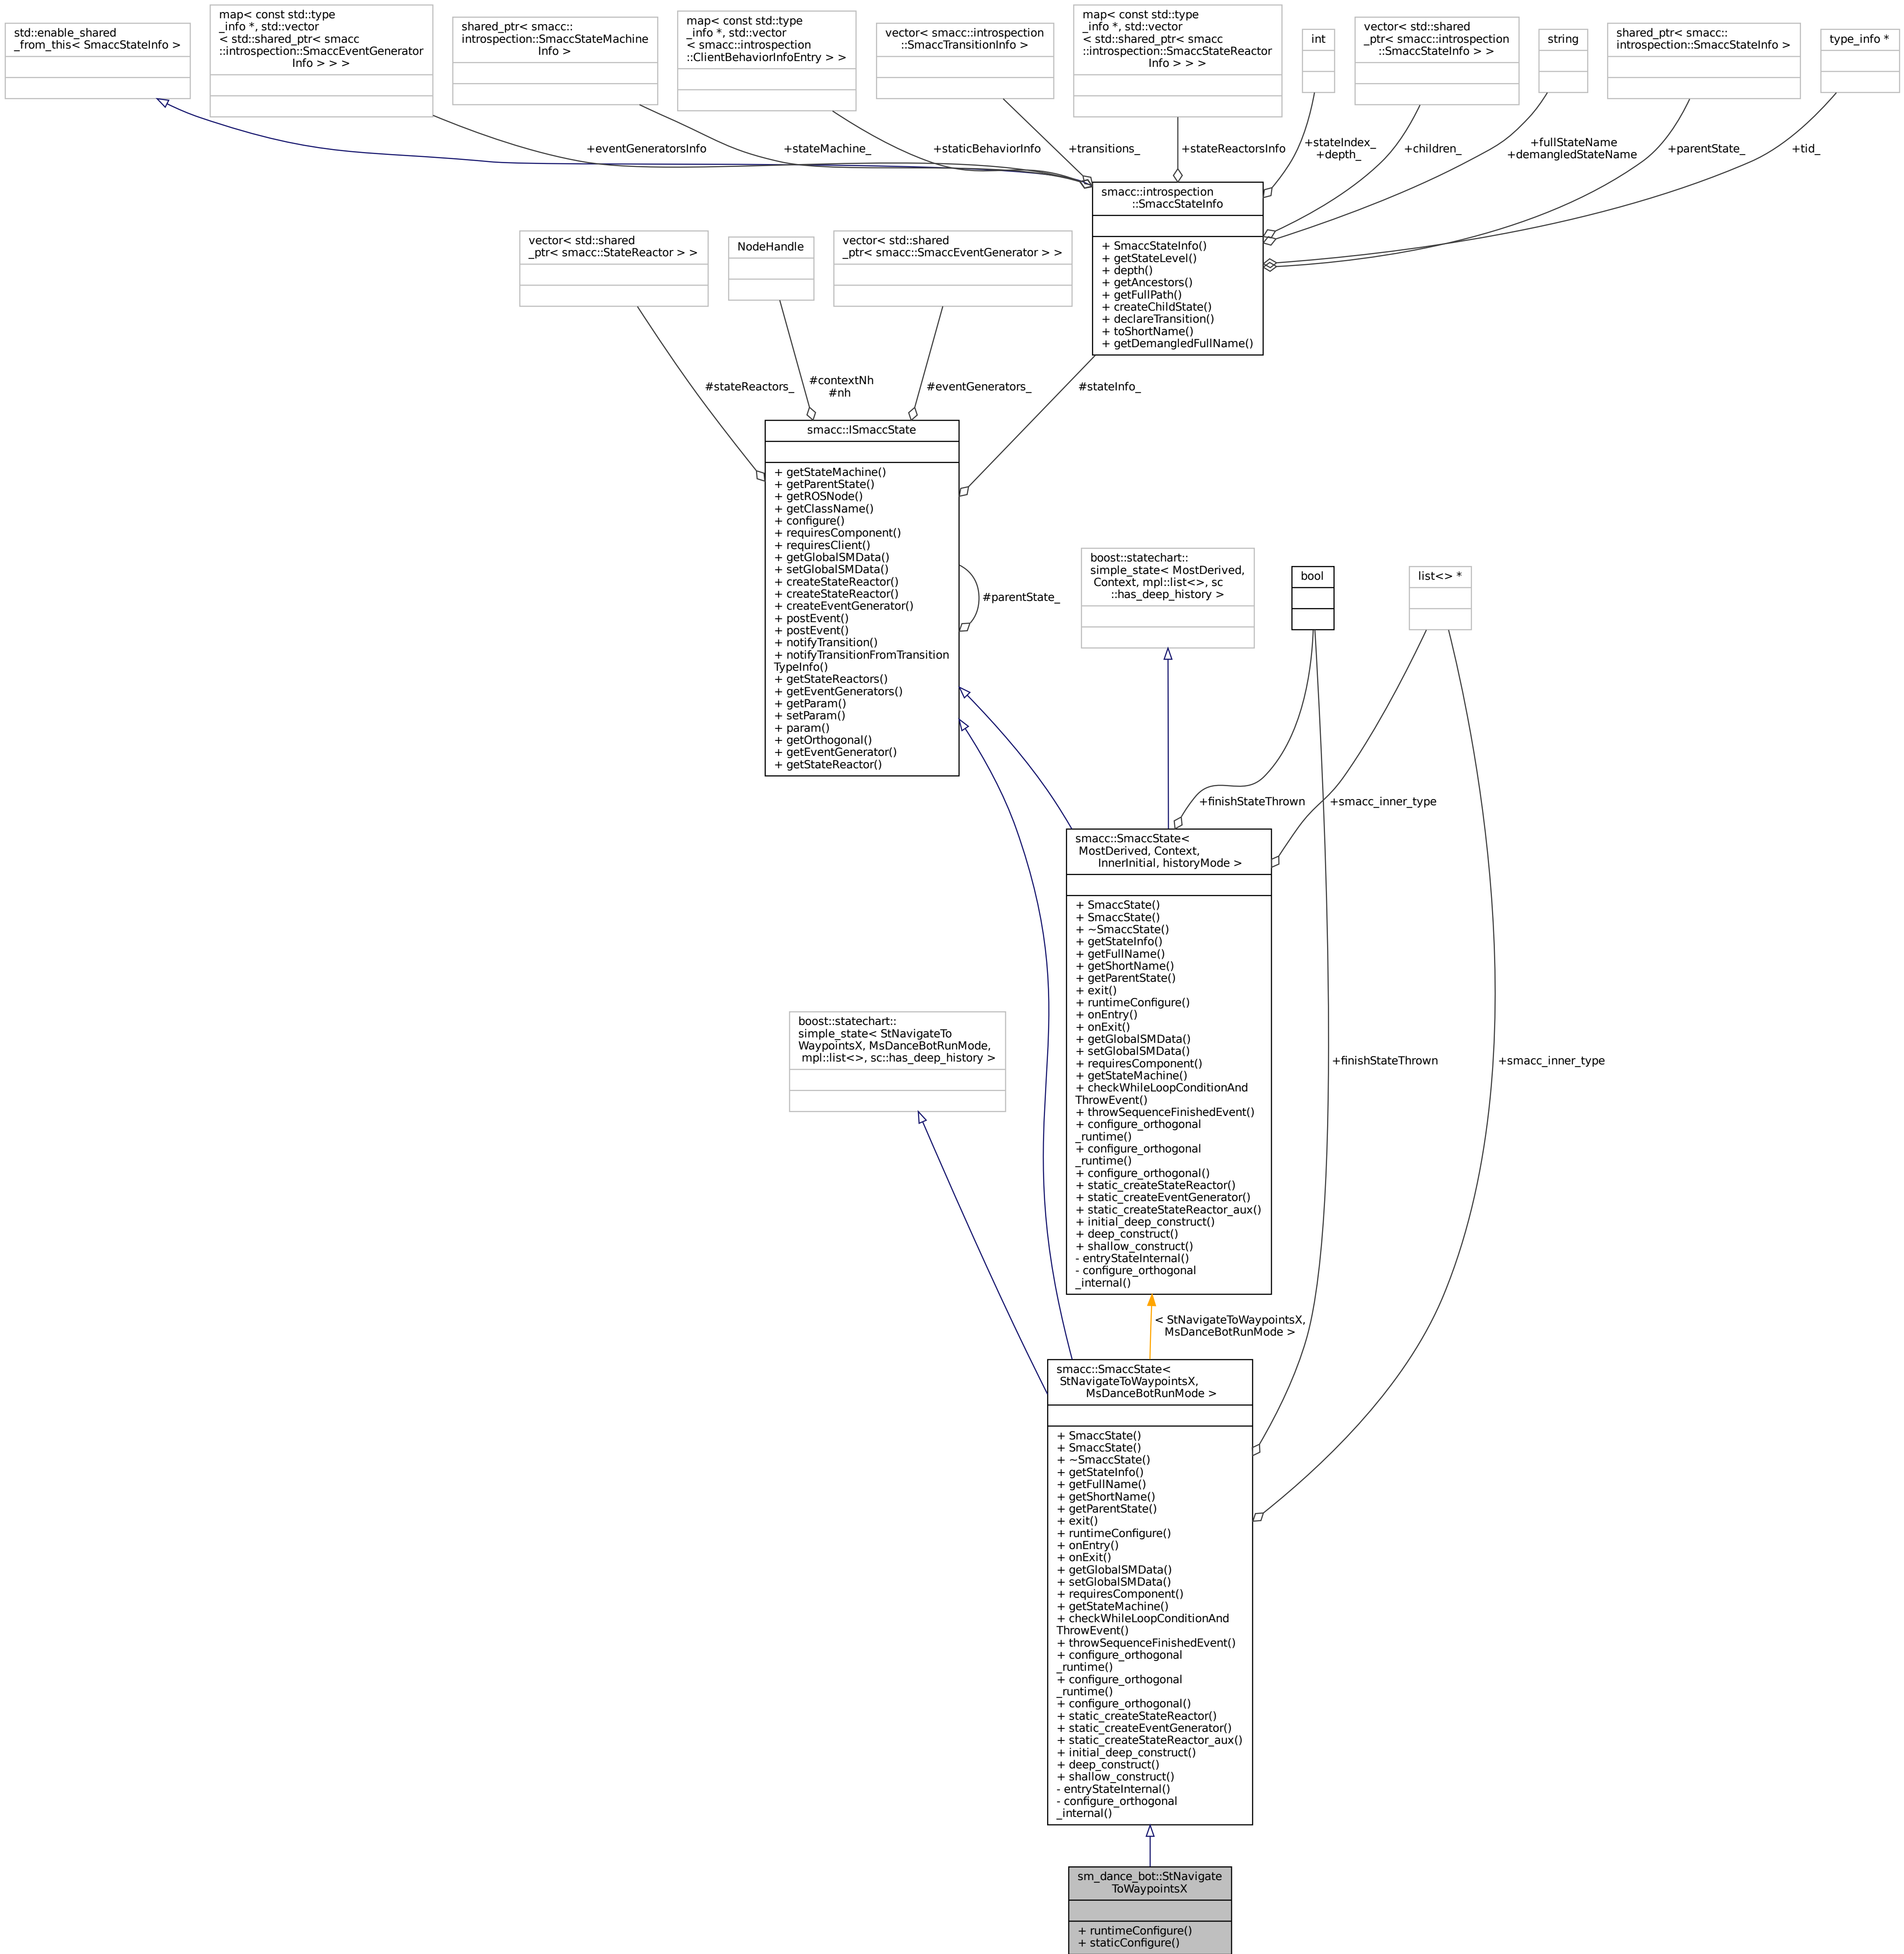 std::enable_shared
_from_this< SmaccStateInfo >
map< const std::type
_info *, std::vector
< std::shared_ptr< smacc
::introspection::SmaccEventGenerator
Info > > >
shared_ptr< smacc::
introspection::SmaccStateMachine
Info >
map< const std::type
_info *, std::vector
< smacc::introspection
::ClientBehaviorInfoEntry > >
vector< smacc::introspection
::SmaccTransitionInfo >
map< const std::type
_info *, std::vector
< std::shared_ptr< smacc
::introspection::SmaccStateReactor
Info > > >
int
vector< std::shared
_ptr< smacc::introspection
::SmaccStateInfo > >
string
shared_ptr< smacc::
introspection::SmaccStateInfo >
type_info *
+eventGeneratorsInfo
+stateMachine_
+staticBehaviorInfo
+transitions_
+stateReactorsInfo
+stateIndex_
+depth_
+children_
+fullStateName
+demangledStateName
+parentState_
+tid_
smacc::introspection
::SmaccStateInfo
+ SmaccStateInfo()
+ getStateLevel()
+ depth()
+ getAncestors()
+ getFullPath()
+ createChildState()
+ declareTransition()
+ toShortName()
+ getDemangledFullName()
vector< std::shared
_ptr< smacc::StateReactor > >
NodeHandle
vector< std::shared
_ptr< smacc::SmaccEventGenerator > >
#stateReactors_
#contextNh
#nh
#eventGenerators_
#stateInfo_
smacc::ISmaccState
+ getStateMachine()
+ getParentState()
+ getROSNode()
+ getClassName()
+ configure()
+ requiresComponent()
+ requiresClient()
+ getGlobalSMData()
+ setGlobalSMData()
+ createStateReactor()
+ createStateReactor()
+ createEventGenerator()
+ postEvent()
+ postEvent()
+ notifyTransition()
+ notifyTransitionFromTransition
TypeInfo()
+ getStateReactors()
+ getEventGenerators()
+ getParam()
+ setParam()
+ param()
+ getOrthogonal()
+ getEventGenerator()
+ getStateReactor()
#parentState_
boost::statechart::
simple_state< MostDerived,
Context, mpl::list<>, sc
::has_deep_history >
bool
list<> *
+finishStateThrown
+smacc_inner_type
smacc::SmaccState<
MostDerived, Context,
InnerInitial, historyMode >
+ SmaccState()
+ SmaccState()
+ ~SmaccState()
+ getStateInfo()
+ getFullName()
+ getShortName()
+ getParentState()
+ exit()
+ runtimeConfigure()
+ onEntry()
+ onExit()
+ getGlobalSMData()
+ setGlobalSMData()
+ requiresComponent()
+ getStateMachine()
+ checkWhileLoopConditionAnd
ThrowEvent()
+ throwSequenceFinishedEvent()
+ configure_orthogonal
_runtime()
+ configure_orthogonal
_runtime()
+ configure_orthogonal()
+ static_createStateReactor()
+ static_createEventGenerator()
+ static_createStateReactor_aux()
+ initial_deep_construct()
+ deep_construct()
+ shallow_construct()
- entryStateInternal()
- configure_orthogonal
_internal()
boost::statechart::
simple_state< StNavigateTo
WaypointsX, MsDanceBotRunMode,
mpl::list<>, sc::has_deep_history >
+finishStateThrown
+smacc_inner_type
< StNavigateToWaypointsX,
MsDanceBotRunMode >
smacc::SmaccState<
StNavigateToWaypointsX,
MsDanceBotRunMode >
+ SmaccState()
+ SmaccState()
+ ~SmaccState()
+ getStateInfo()
+ getFullName()
+ getShortName()
+ getParentState()
+ exit()
+ runtimeConfigure()
+ onEntry()
+ onExit()
+ getGlobalSMData()
+ setGlobalSMData()
+ requiresComponent()
+ getStateMachine()
+ checkWhileLoopConditionAnd
ThrowEvent()
+ throwSequenceFinishedEvent()
+ configure_orthogonal
_runtime()
+ configure_orthogonal
_runtime()
+ configure_orthogonal()
+ static_createStateReactor()
+ static_createEventGenerator()
+ static_createStateReactor_aux()
+ initial_deep_construct()
+ deep_construct()
+ shallow_construct()
- entryStateInternal()
- configure_orthogonal
_internal()
sm_dance_bot::StNavigate
ToWaypointsX
+ runtimeConfigure()
+ staticConfigure()